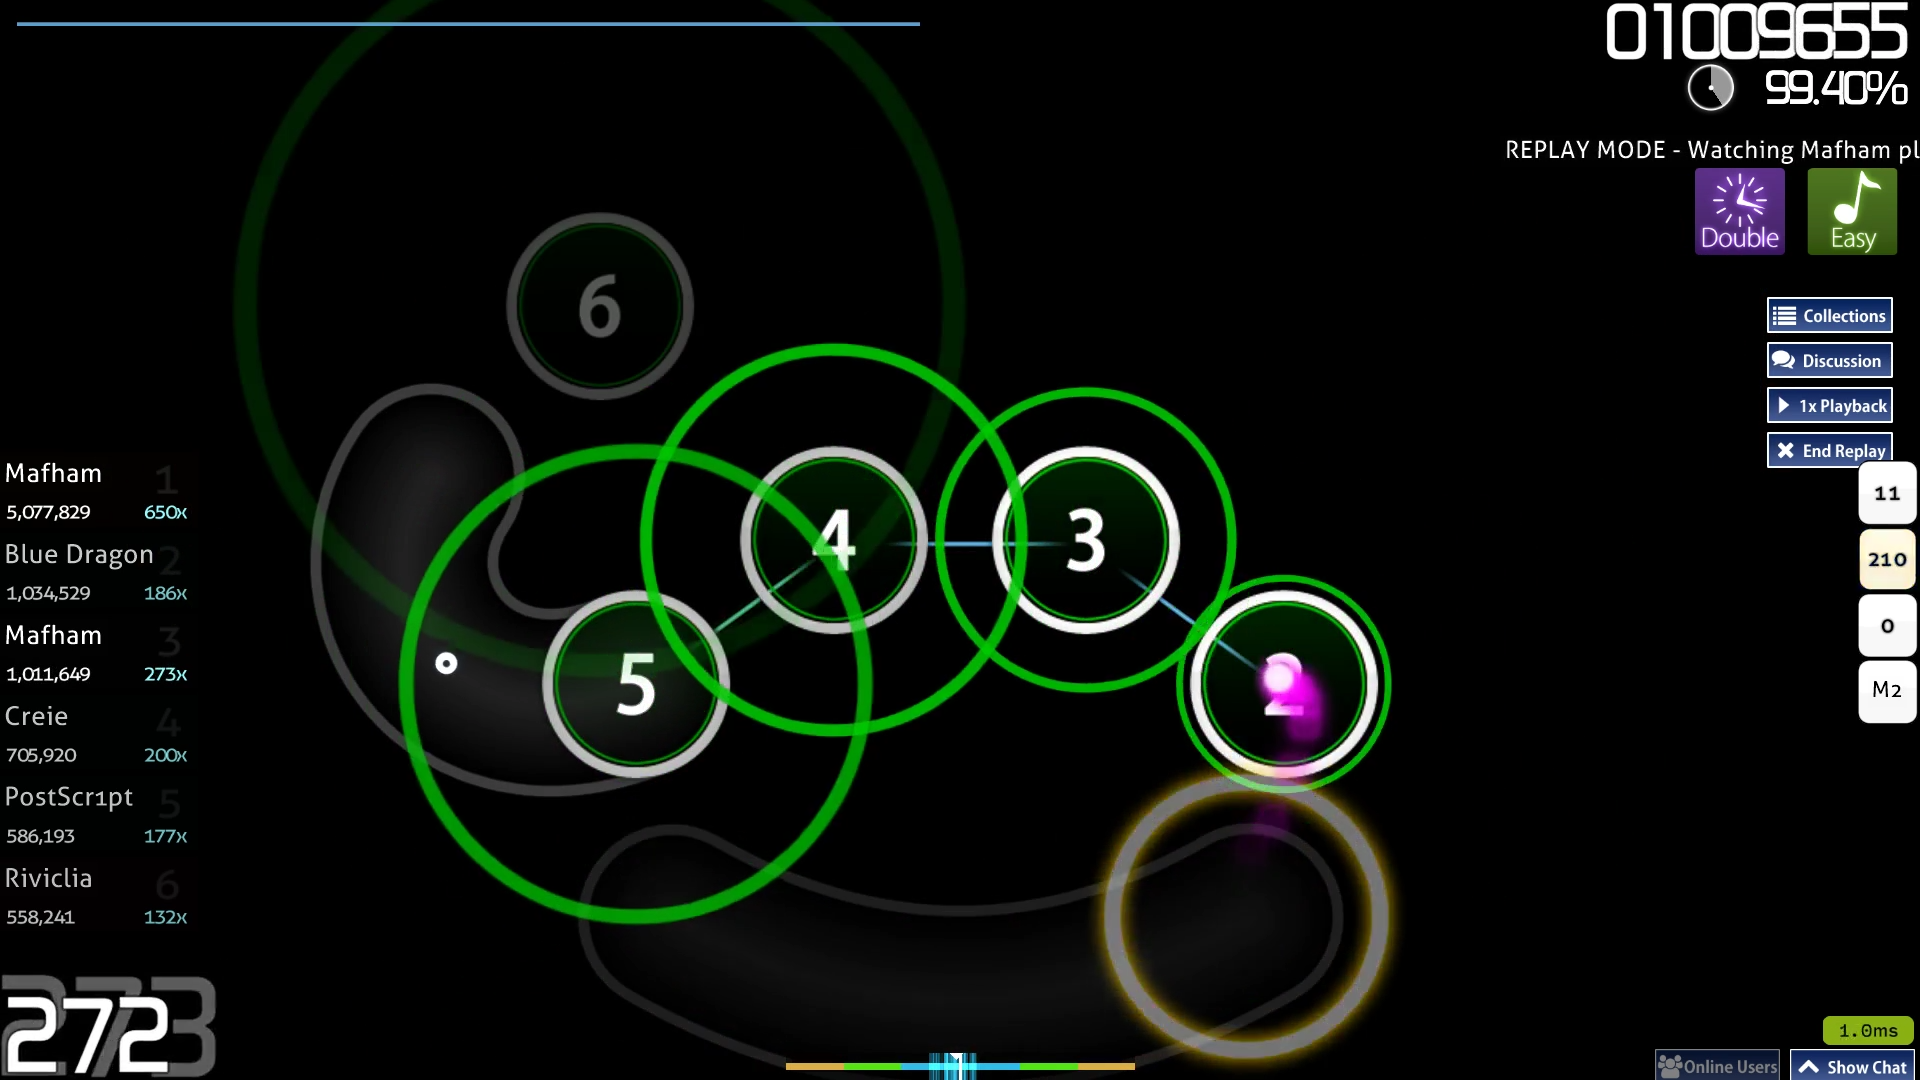 01009655
99.40%
REPLAY MODE - Watching Mafham pl
Double
Easy
Collections
Discussion
1x Playback
End Replay
11
210
0
M2
6
4
3
5
2
Mafham 1
5,077,829 650x
Blue Dragon 2
1,034,529 186x
Mafham 3
1,011,649 273x
Creie 4
705,920 200x
PostScr1pt 5
586,193 177x
Riviclia 6
558,241 132x
273
272
1.0ms
Online Users
Show Chat